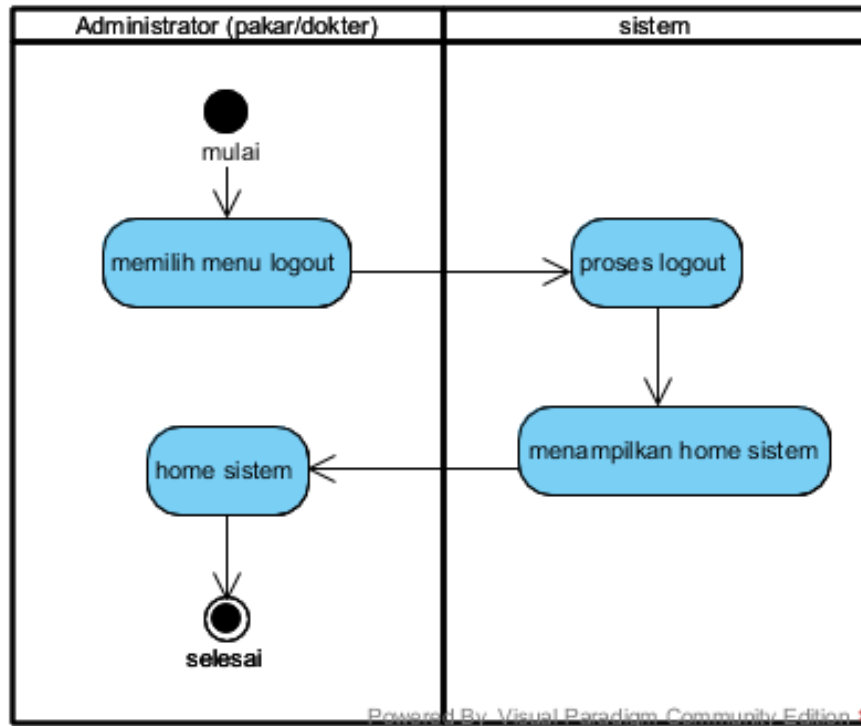 Administrator (pakar/dokter)
sistem
mulai
memilih menu logout
proses logout
menampilkan home sistem
home sistem
selesai
Powered By Visual Paradigm Community Edition